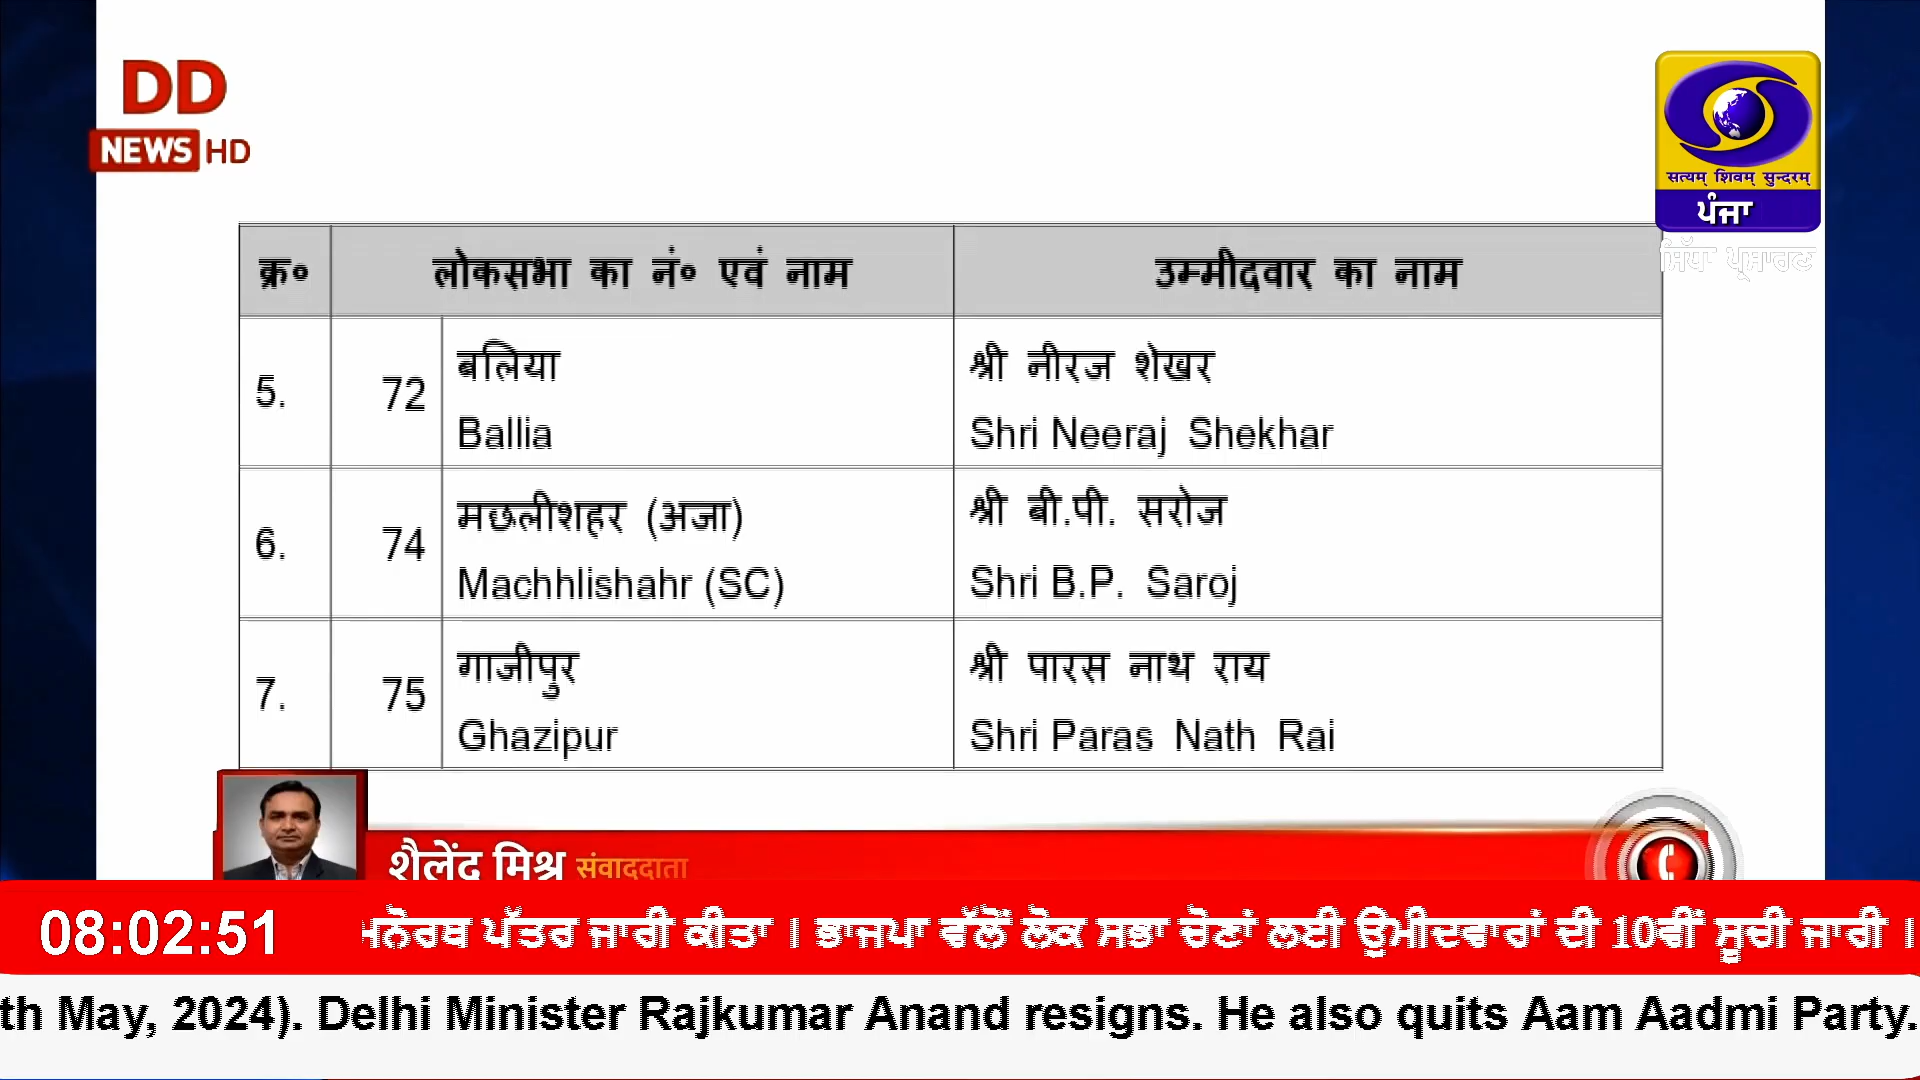 DD
NEWS HD
सत्यम् शिवम् सुन्दरम्
ਪੰਜਾ
ਸਿੱਧਾ ਪ੍ਰਸਾਰਣ
क्र० लोकसभा का नं० एवं नाम उम्मीदवार का नाम
5. 72 बलिया श्री नीरज शेखर
Ballia Shri Neeraj Shekhar
6. 74 मछलीशहर (अजा) श्री बी.पी. सरोज
Machhlishahr (SC) Shri B.P. Saroj
7. 75 गाजीपुर श्री पारस नाथ राय
Ghazipur Shri Paras Nath Rai
शैलेंद्र मिश्र संवाददाता
08:02:51 ਮਨੋਰਥ ਪੱਤਰ ਜਾਰੀ ਕੀਤਾ । ਭਾਜਪਾ ਵੱਲੋਂ ਲੋਕ ਸਭਾ ਚੋਣਾਂ ਲਈ ਉਮੀਦਵਾਰਾਂ ਦੀ 10ਵੀਂ ਸੂਚੀ ਜਾਰੀ ।
th May, 2024). Delhi Minister Rajkumar Anand resigns. He also quits Aam Aadmi Party.